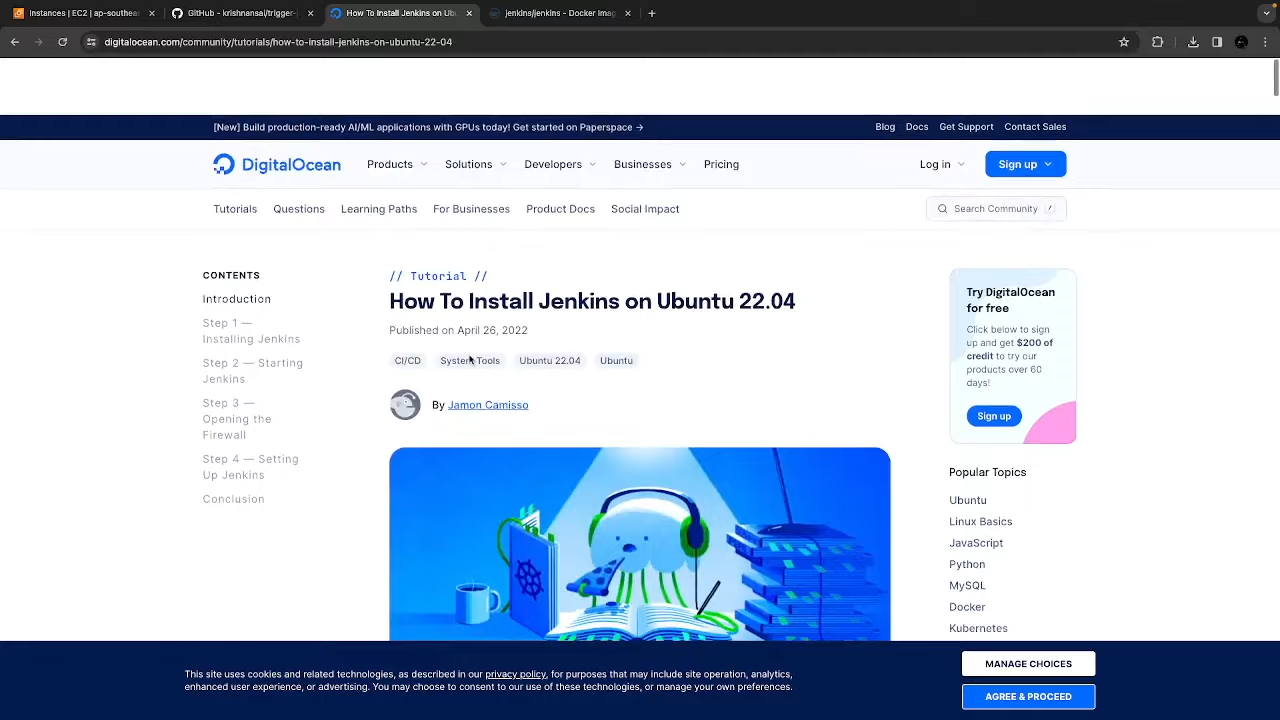 Instances | EC2 | ap-southeas
GitHub - krishnansai/trigger-j
How To Install Jenkins on Ubu
jenkins/jenkins - Docker Imag
digitalocean.com/community/tutorials/how-to-install-jenkins-on-ubuntu-22-04
[New] Build production-ready AI/ML applications with GPUs today! Get started on Paperspace →
Blog Docs Get Support Contact Sales
DigitalOcean
Products Solutions Developers Businesses Pricing
Log in Sign up
Tutorials Questions Learning Paths For Businesses Product Docs Social Impact
Search Community /
CONTENTS
Introduction
Step 1 —
Installing Jenkins
Step 2 — Starting
Jenkins
Step 3 —
Opening the
Firewall
Step 4 — Setting
Up Jenkins
Conclusion
// Tutorial //
How To Install Jenkins on Ubuntu 22.04
Published on April 26, 2022
CI/CD System Tools Ubuntu 22.04 Ubuntu
By Jamon Camisso
Try DigitalOcean
for free
Click below to sign
up and get $200 of
credit to try our
products over 60
days!
Sign up
Popular Topics
Ubuntu
Linux Basics
JavaScript
Python
MySQL
Docker
Kubernetes
This site uses cookies and related technologies, as described in our privacy policy, for purposes that may include site operation, analytics,
enhanced user experience, or advertising. You may choose to consent to our use of these technologies, or manage your own preferences.
MANAGE CHOICES
AGREE & PROCEED